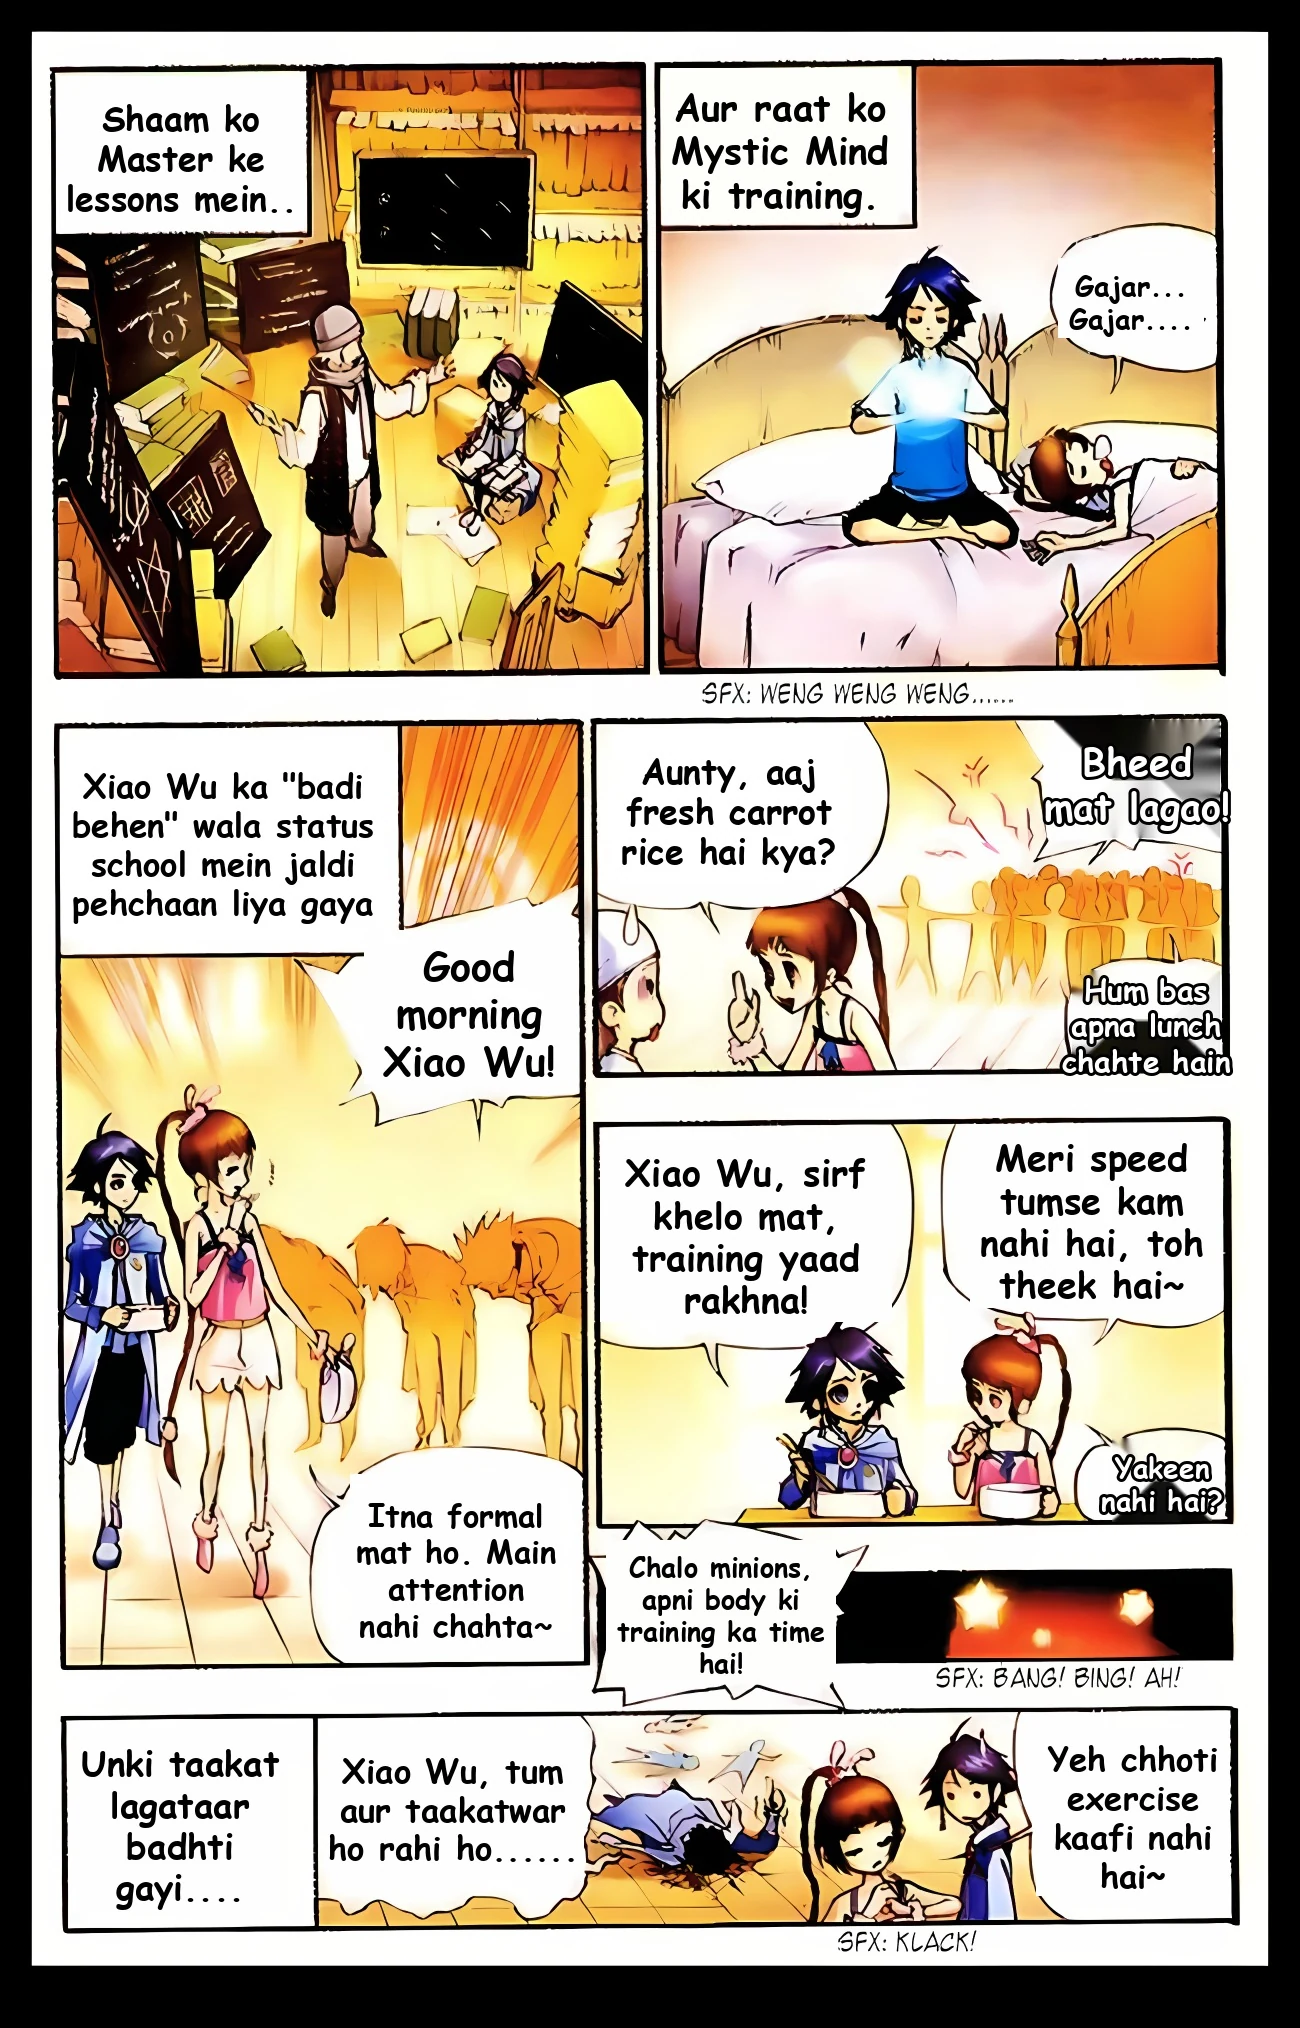 Shaam ko
Master ke
lessons mein..
Aur raat ko
Mystic Mind
ki training.
Gajar...
Gajar....
SFX: WENG WENG WENG......
Xiao Wu ka "badi
behen" wala status
school mein jaldi
pehchaan liya gaya
Good
morning
Xiao Wu!
Itna formal
mat ho. Main
attention
nahi chahta~
Aunty, aaj
fresh carrot
rice hai kya?
Bheed
mat lagao!
Hum bas
apna lunch
chahte hain
Xiao Wu, sirf
khelo mat,
training yaad
rakhna!
Meri speed
tumse kam
nahi hai, toh
theek hai~
Yakeen
nahi hai?
Chalo minions,
apni body ki
training ka time
hai!
SFX: BANG! BING! AH!
Unki taakat
lagataar
badhti
gayi....
Xiao Wu, tum
aur taakatwar
ho rahi ho......
Yeh chhoti
exercise
kaafi nahi
hai~
SFX: KLACK!